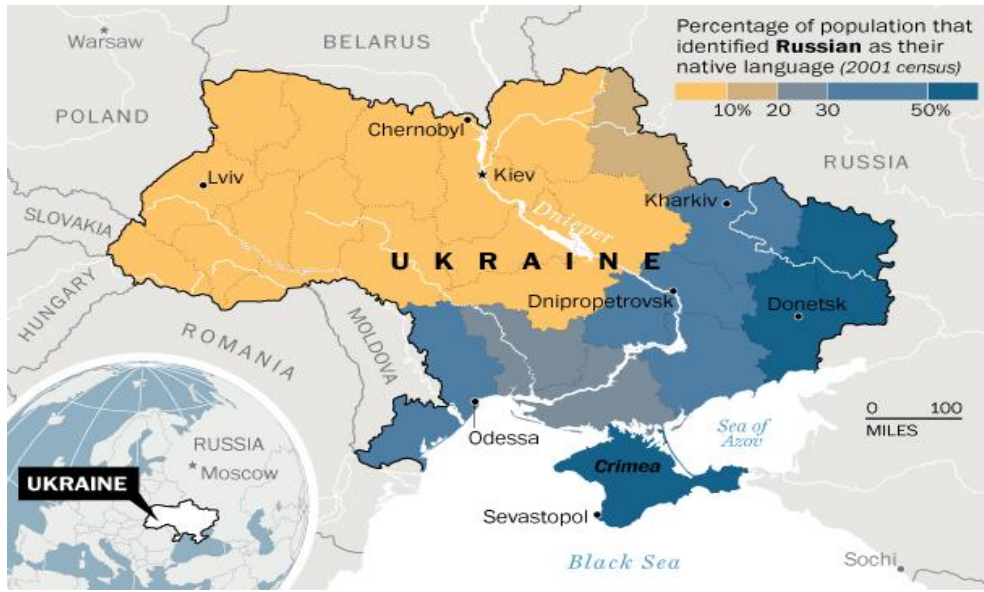 Percentage of population that
identified Russian as their
native language (2001 census)
10% 20 30 50%
Warsaw
BELARUS
POLAND
Chernobyl
RUSSIA
Lviv
Kiev
Kharkiv
SLOVAKIA
Dnieper
UKRAINE
HUNGARY
Dnipropetrovsk
Donetsk
MOLDOVA
ROMANIA
0 100
MILES
Odessa
Sea of
Azov
RUSSIA
Moscow
Crimea
UKRAINE
Sevastopol
Black Sea
Sochi